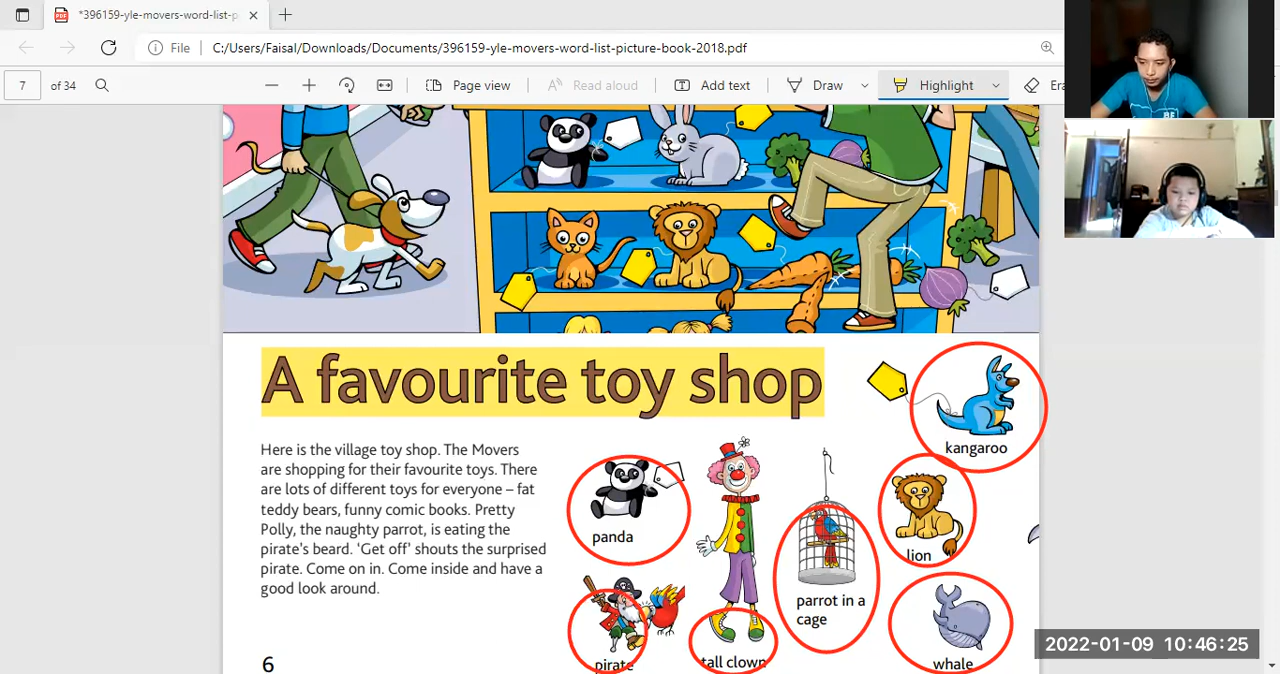 *396159-yle-movers-word-list-p
File C:/Users/Faisal/Downloads/Documents/396159-yle-movers-word-list-picture-book-2018.pdf
7 of 34 Page view Read aloud Add text Draw Highlight Era
A favourite toy shop
Here is the village toy shop. The Movers
are shopping for their favourite toys. There
are lots of different toys for everyone – fat
teddy bears, funny comic books. Pretty
Polly, the naughty parrot, is eating the
pirate's beard. 'Get off' shouts the surprised
pirate. Come on in. Come inside and have a
good look around.
kangaroo
panda
lion
parrot in a
cage
pirate
tall clown
whale
6
2022-01-09 10:46:25